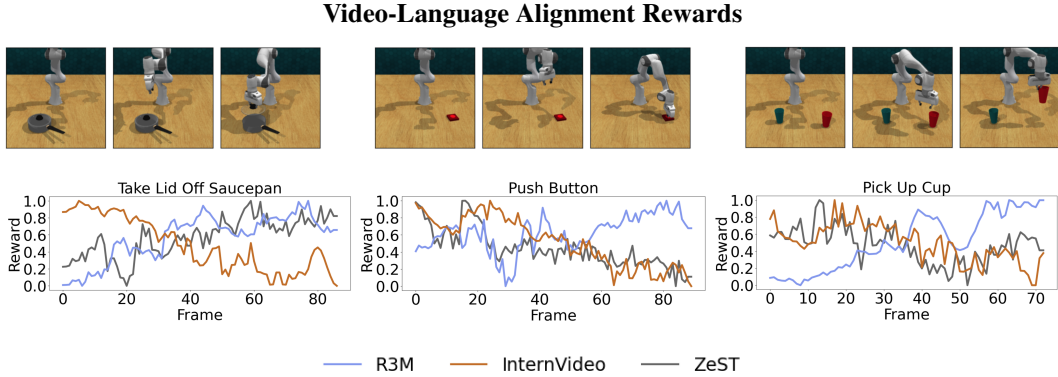 Video-Language Alignment Rewards
Take Lid Off Saucepan
Push Button
Pick Up Cup
Reward
1.0
0.8
0.6
0.4
0.2
0.0
0 20 40 60 80
Frame
Reward
1.0
0.8
0.6
0.4
0.2
0.0
0 20 40 60 80
Frame
Reward
1.0
0.8
0.6
0.4
0.2
0.0
0 10 20 30 40 50 60 70
Frame
R3M InternVideo ZeST